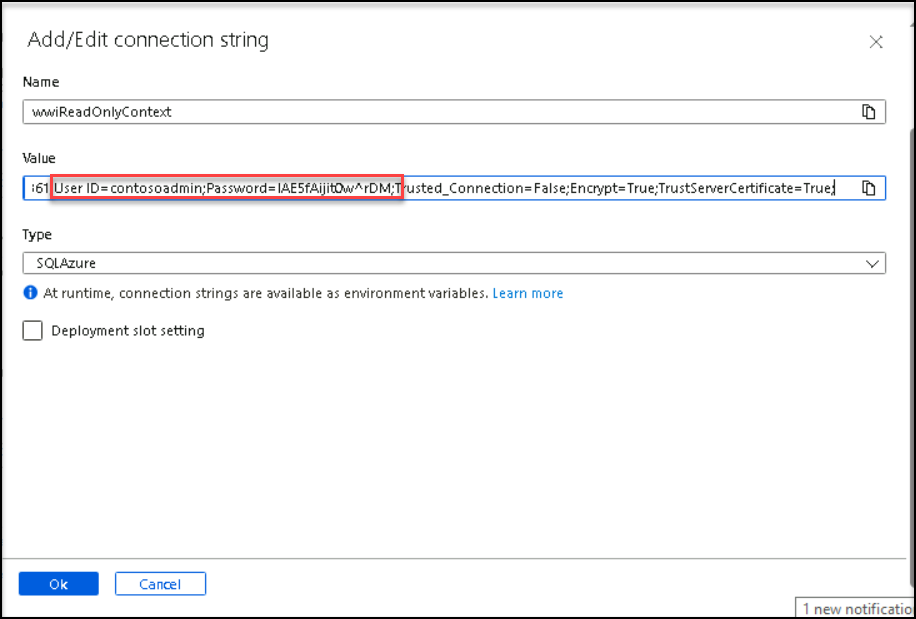 Add/Edit connection string
Name
wwiReadOnlyContext
Value
User ID=contosoadmin;Password=IAE5fAijit0w^rDM;Trusted_Connection=False;Encrypt=True;TrustServerCertificate=True;
Type
SQLAzure
At runtime, connection strings are available as environment variables. Learn more
Deployment slot setting
Ok Cancel
1 new notificatio